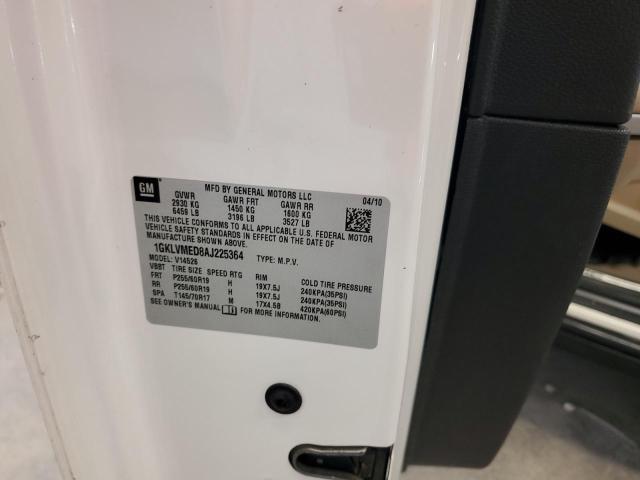 GM
MFD BY GENERAL MOTORS LLC
GVWR GAWR FRT GAWR RR 04/10
2930 KG 1450 KG 1600 KG
6459 LB 3196 LB 3527 LB
THIS VEHICLE CONFORMS TO ALL APPLICABLE U.S. FEDERAL MOTOR
VEHICLE SAFETY STANDARDS IN EFFECT ON THE DATE OF
MANUFACTURE SHOWN ABOVE.
1GKLVMED8AJ225364 TYPE: M.P.V.
MODEL: V14526
VBBT TIRE SIZE SPEED RTG RIM COLD TIRE PRESSURE
FRT P255/60R19 H 19X7.5J 240KPA(35PSI)
RR P255/60R19 H 19X7.5J 240KPA(35PSI)
SPA T145/70R17 M 17X4.5B 420KPA(60PSI)
SEE OWNER'S MANUAL FOR MORE INFORMATION.